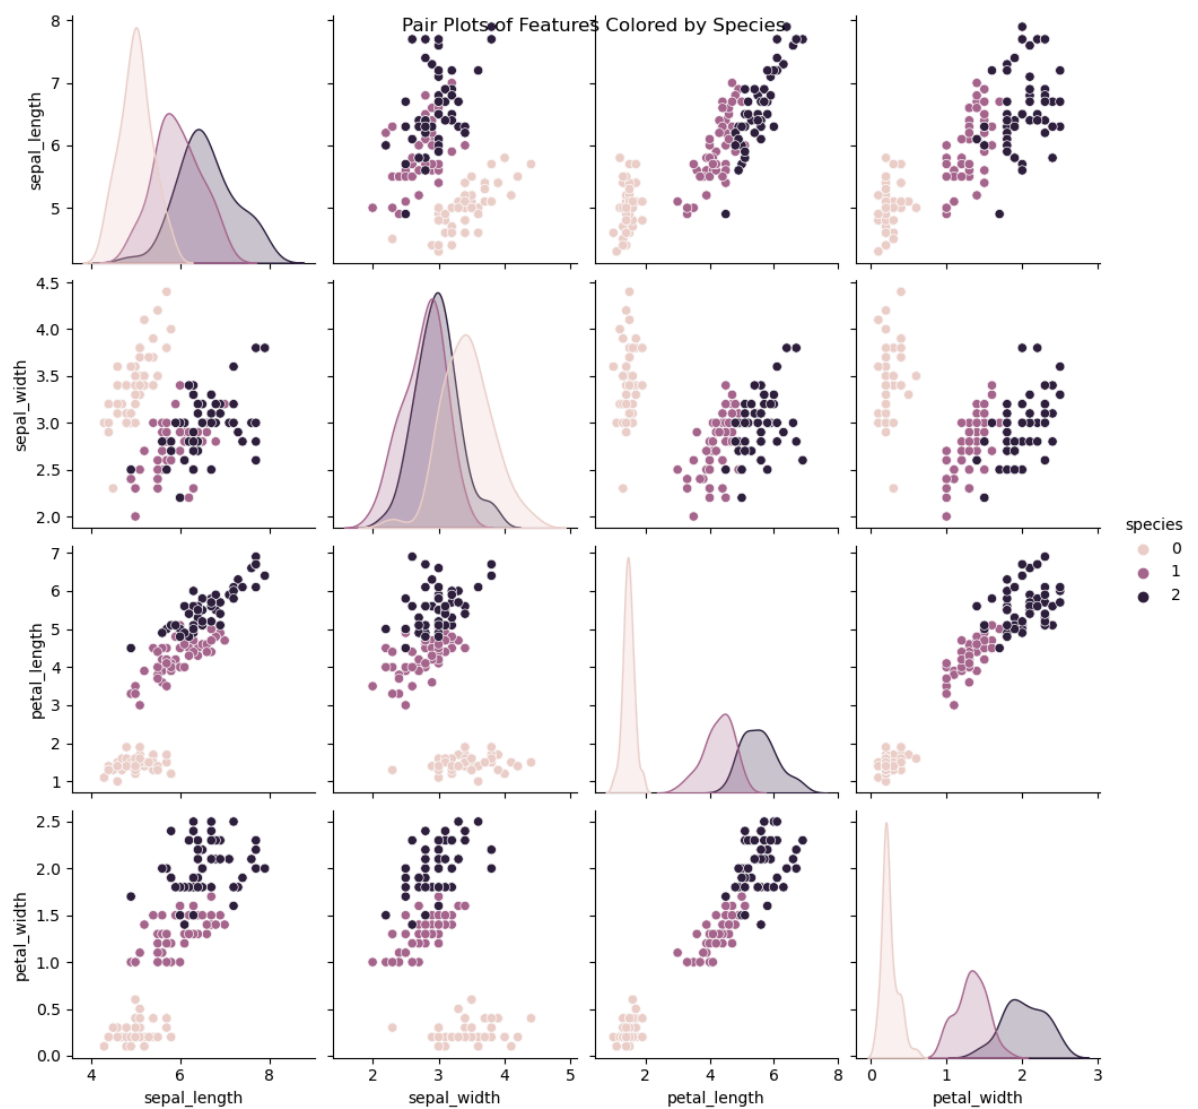 Pair Plots of Features Colored by Species
8
7
6
5
sepal_length
4
6
8
4.5
4.0
3.5
3.0
2.5
2.0
sepal_width
species
0
1
2
7
6
5
4
3
2
1
petal_length
2.5
2.0
1.5
1.0
0.5
0.0
petal_width
4 6 8
2 3 4 5
2 4 6 8
0 1 2 3
sepal_length
sepal_width
petal_length
petal_width